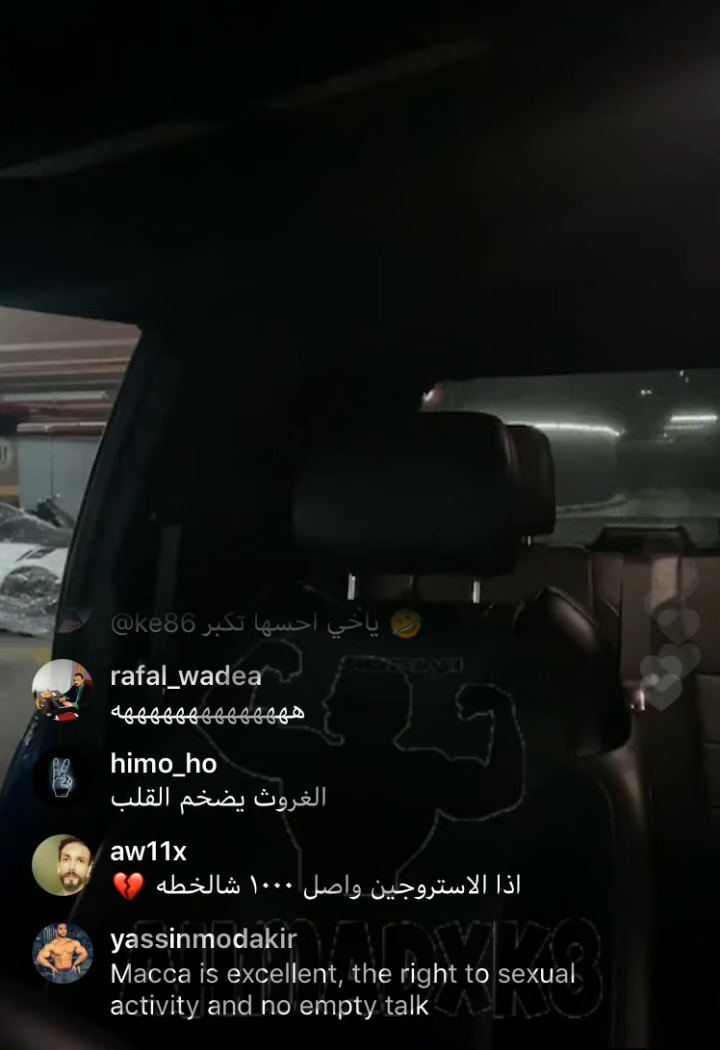 @ke86 ياخي احسها تكبر 🤣
rafal_wadea
ههههههههههههههههه
himo_ho
الغروث يضخم القلب
aw11x
اذا الاستروجين واصل ١٠٠٠ شالخطه 💔
yassinmodakir
Macca is excellent, the right to sexual
activity and no empty talk